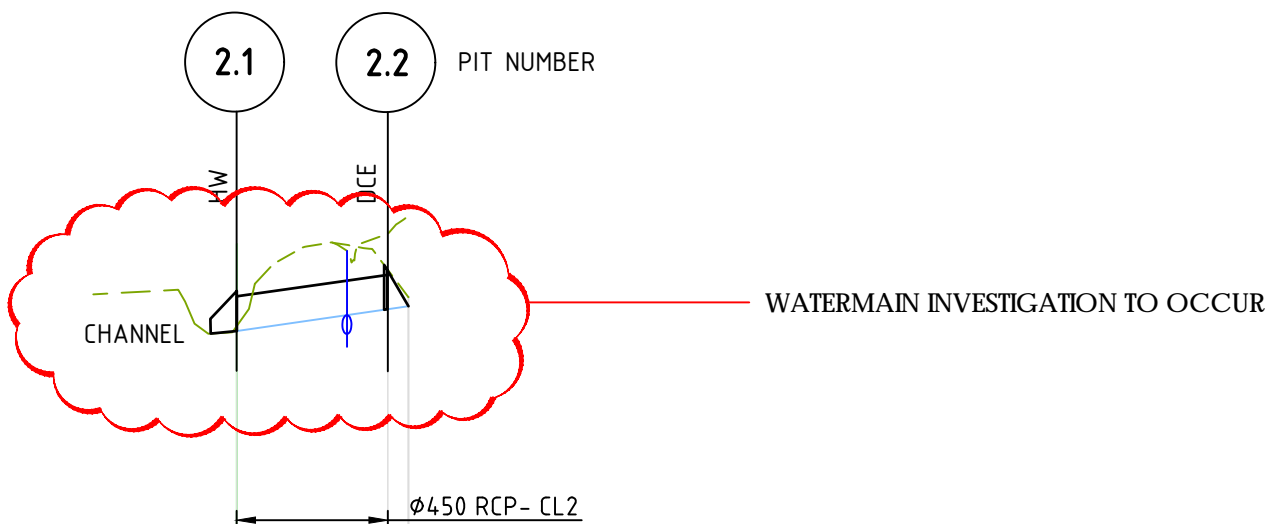 2.1
2.2
PIT NUMBER
HW
DCE
CHANNEL
WATERMAIN INVESTIGATION TO OCCUR
Ø450 RCP- CL2